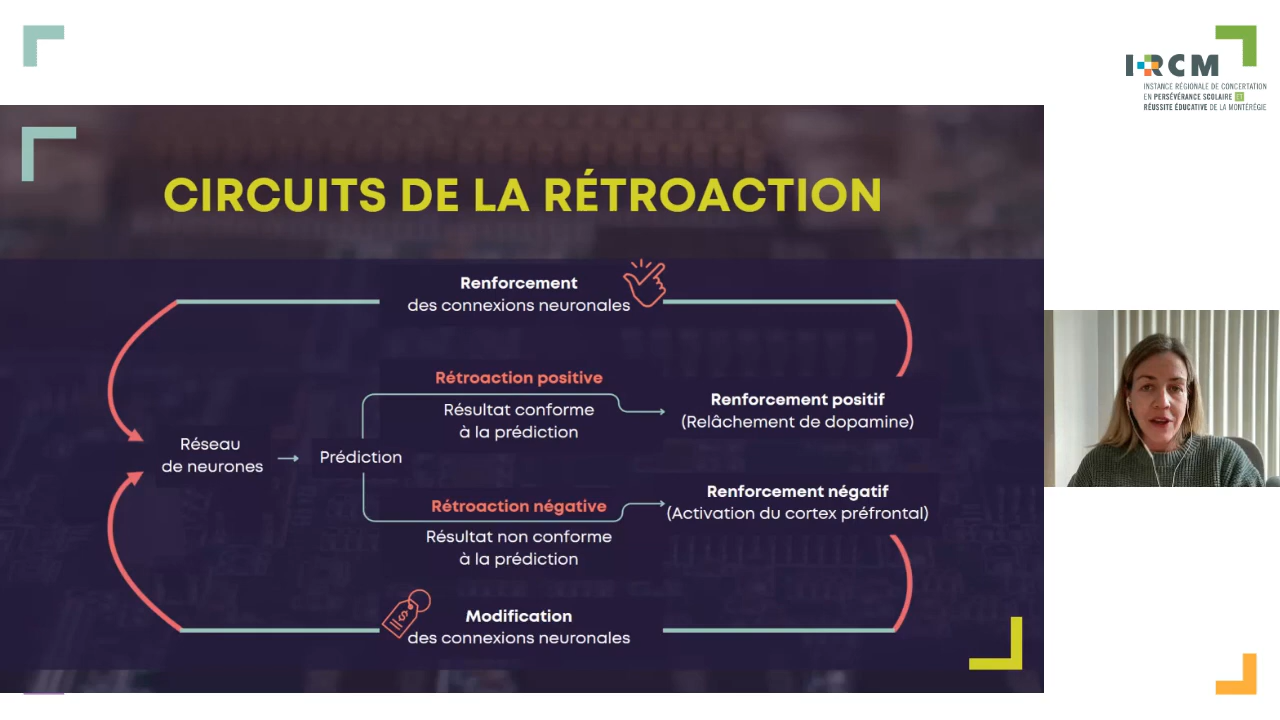 IRCM
INSTANCE RÉGIONALE DE CONCERTATION
EN PERSÉVÉRANCE SCOLAIRE ET
RÉUSSITE ÉDUCATIVE DE LA MONTÉRÉGIE
CIRCUITS DE LA RÉTROACTION
Renforcement
des connexions neuronales
Rétroaction positive
Résultat conforme
à la prédiction
Renforcement positif
(Relâchement de dopamine)
Réseau
de neurones
Prédiction
Rétroaction négative
Résultat non conforme
à la prédiction
Renforcement négatif
(Activation du cortex préfrontal)
$
Modification
des connexions neuronales